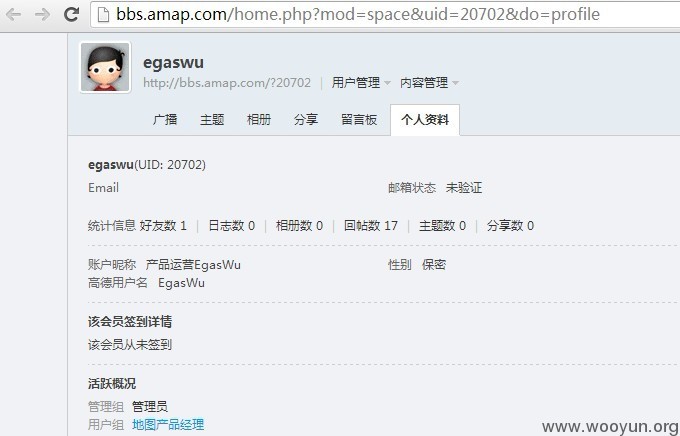 bbs.amap.com/home.php?mod=space&uid=20702&do=profile
egaswu
http://bbs.amap.com/?20702 | 用户管理 内容管理
广播 主题 相册 分享 留言板 个人资料
egaswu(UID: 20702)
Email 邮箱状态 未验证
统计信息 好友数 1 | 日志数 0 | 相册数 0 | 回帖数 17 | 主题数 0 | 分享数 0
账户昵称 产品运营EgasWu 性别 保密
高德用户名 EgasWu
该会员签到详情
该会员从未签到
活跃概况
管理组 管理员
用户组 地图产品经理
www.wooyun.org